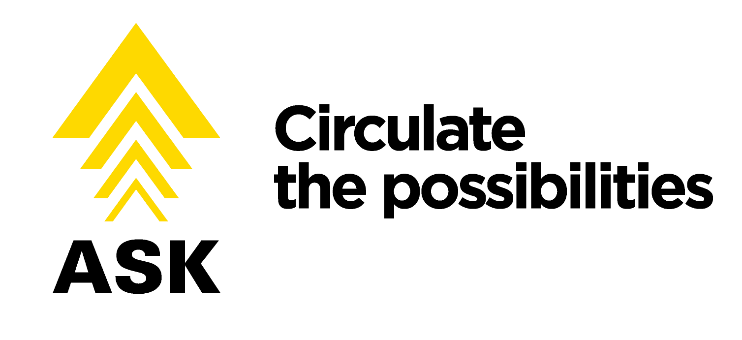 ASK
Circulate
the possibilities